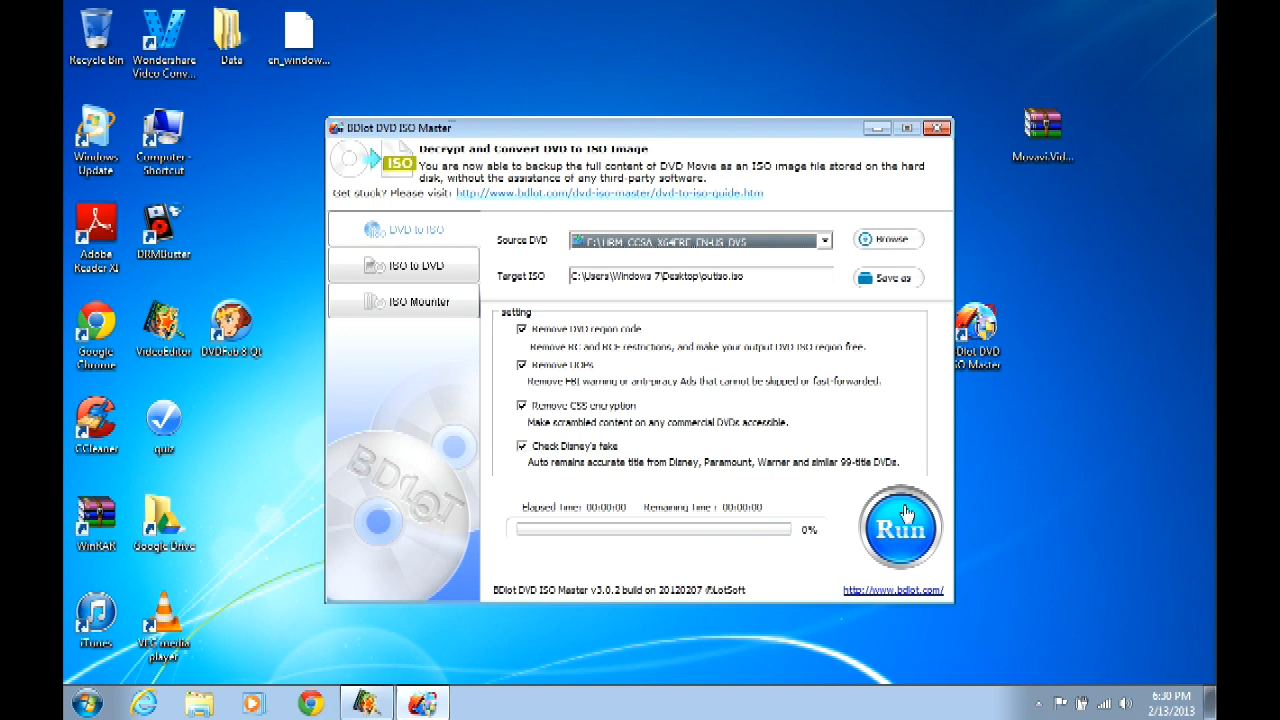 Recycle Bin
Wondershare
Video Conv...
Data
en_window...
Windows
Update
Computer -
Shortcut
Movavi.Vid...
Adobe
Reader XI
DRMBuster
Google
Chrome
VideoEditor
DVDFab 8 Qt
CCleaner
quiz
WinRAR
Google Drive
iTunes
VLC media
player
BDlot DVD ISO Master
Decrypt and Convert DVD to ISO Image
ISO
You are now able to backup the full content of DVD Movie as an ISO image file stored on the hard
disk, without the assistance of any third-party software.
Get stuck? Please visit: http://www.bdlot.com/dvd-iso-master/dvd-to-iso-guide.htm
DVD to ISO
ISO to DVD
ISO Mounter
BDlOT
Source DVD
Browse
Target ISO
C:\Users\Windows 7\Desktop\outiso.iso
Save as
setting
Remove DVD region code
Remove RC and RCE restrictions, and make your output DVD ISO region free.
Remove UOPs
Remove FBI warning or anti-piracy Ads that cannot be skipped or fast-forwarded.
Remove CSS encryption
Make scrambled content on any commercial DVDs accessible.
Check Disney's fake
Auto remains accurate title from Disney, Paramount, Warner and similar 99-title DVDs.
Elapsed Time: 00:00:00 Remaining Time : 00:00:00
0%
Run
BDlot DVD ISO Master v3.0.2 build on 20120207
http://www.bdlot.com/
DVD
Master
6:30 PM
2/13/2013